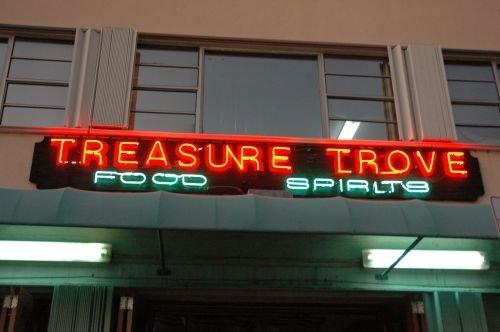 TREASURE TROVE
FOOD SPIRITS